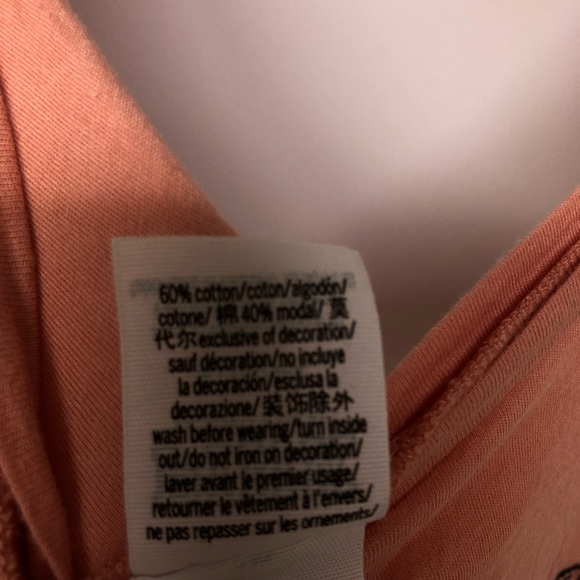 60% cotton/coton/algodón/
cotone/ 棉 40% modal/ 莫
代尔 exclusive of decoration/
sauf décoration/no incluye
la decoración/esclusa la
decorazione/ 装饰除外
wash before wearing/turn inside
out/do not iron on decoration/
laver avant le premier usage/
retourner le vêtement à l'envers/
ne pas repasser sur les ornements/